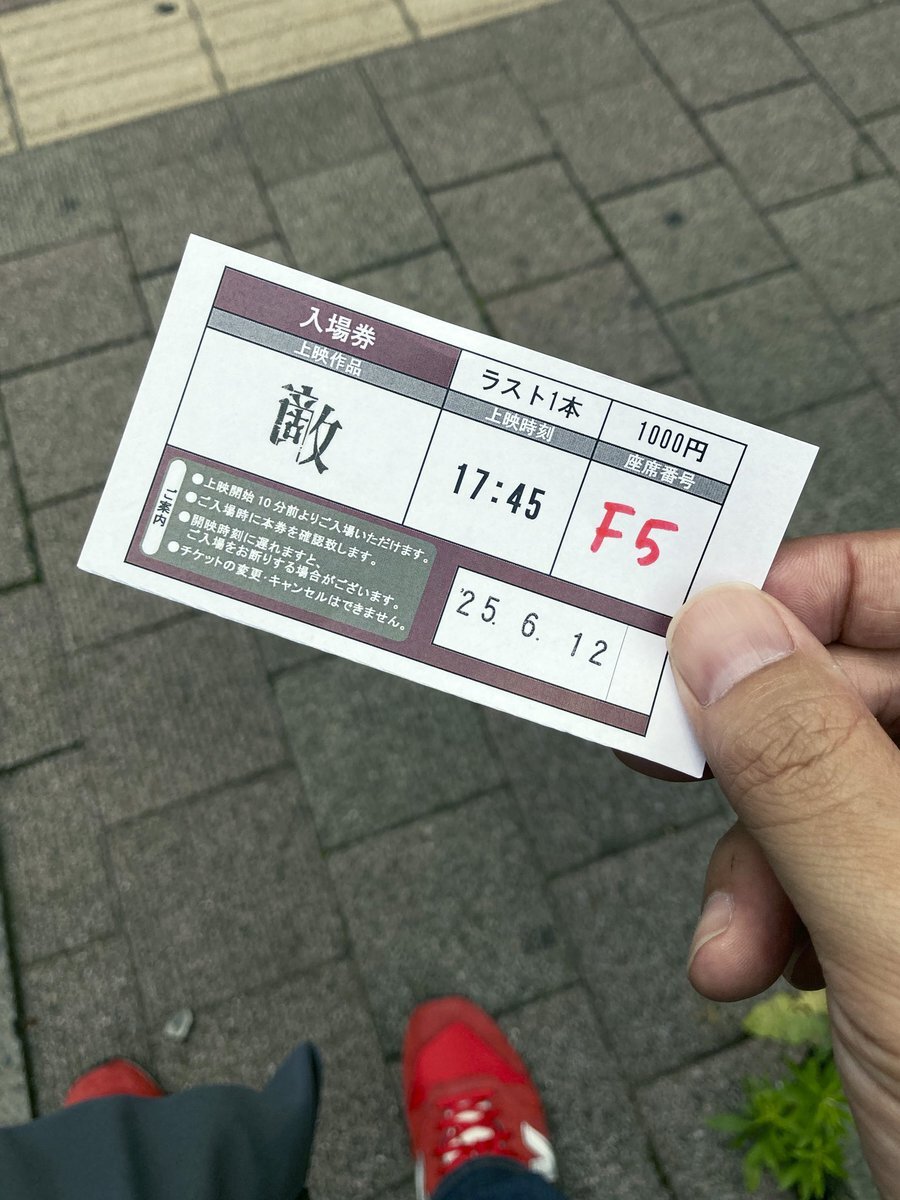 入場券
ラスト1本
1000円
上映作品
上映時刻
座席番号
敵
17:45
F5
ご案内
●上映開始10分前よりご入場いただけます。
●ご入場時に本券を確認致します。
●開映時刻に遅れますと、
ご入場をお断りする場合がございます。
●チケットの変更・キャンセルはできません。
'25. 6. 12